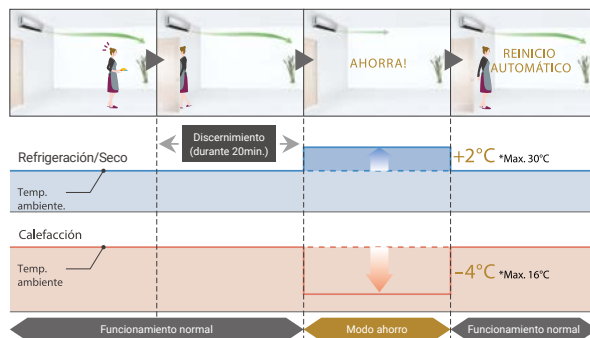 AHORRA!
REINICIO
AUTOMÁTICO
Discernimiento
(durante 20min.)
Refrigeración/Seco
+2°C *Max. 30°C
Temp.
ambiente.
Calefacción
Temp.
ambiente
–4°C *Max. 16°C
Funcionamiento normal
Modo ahorro
Funcionamiento normal